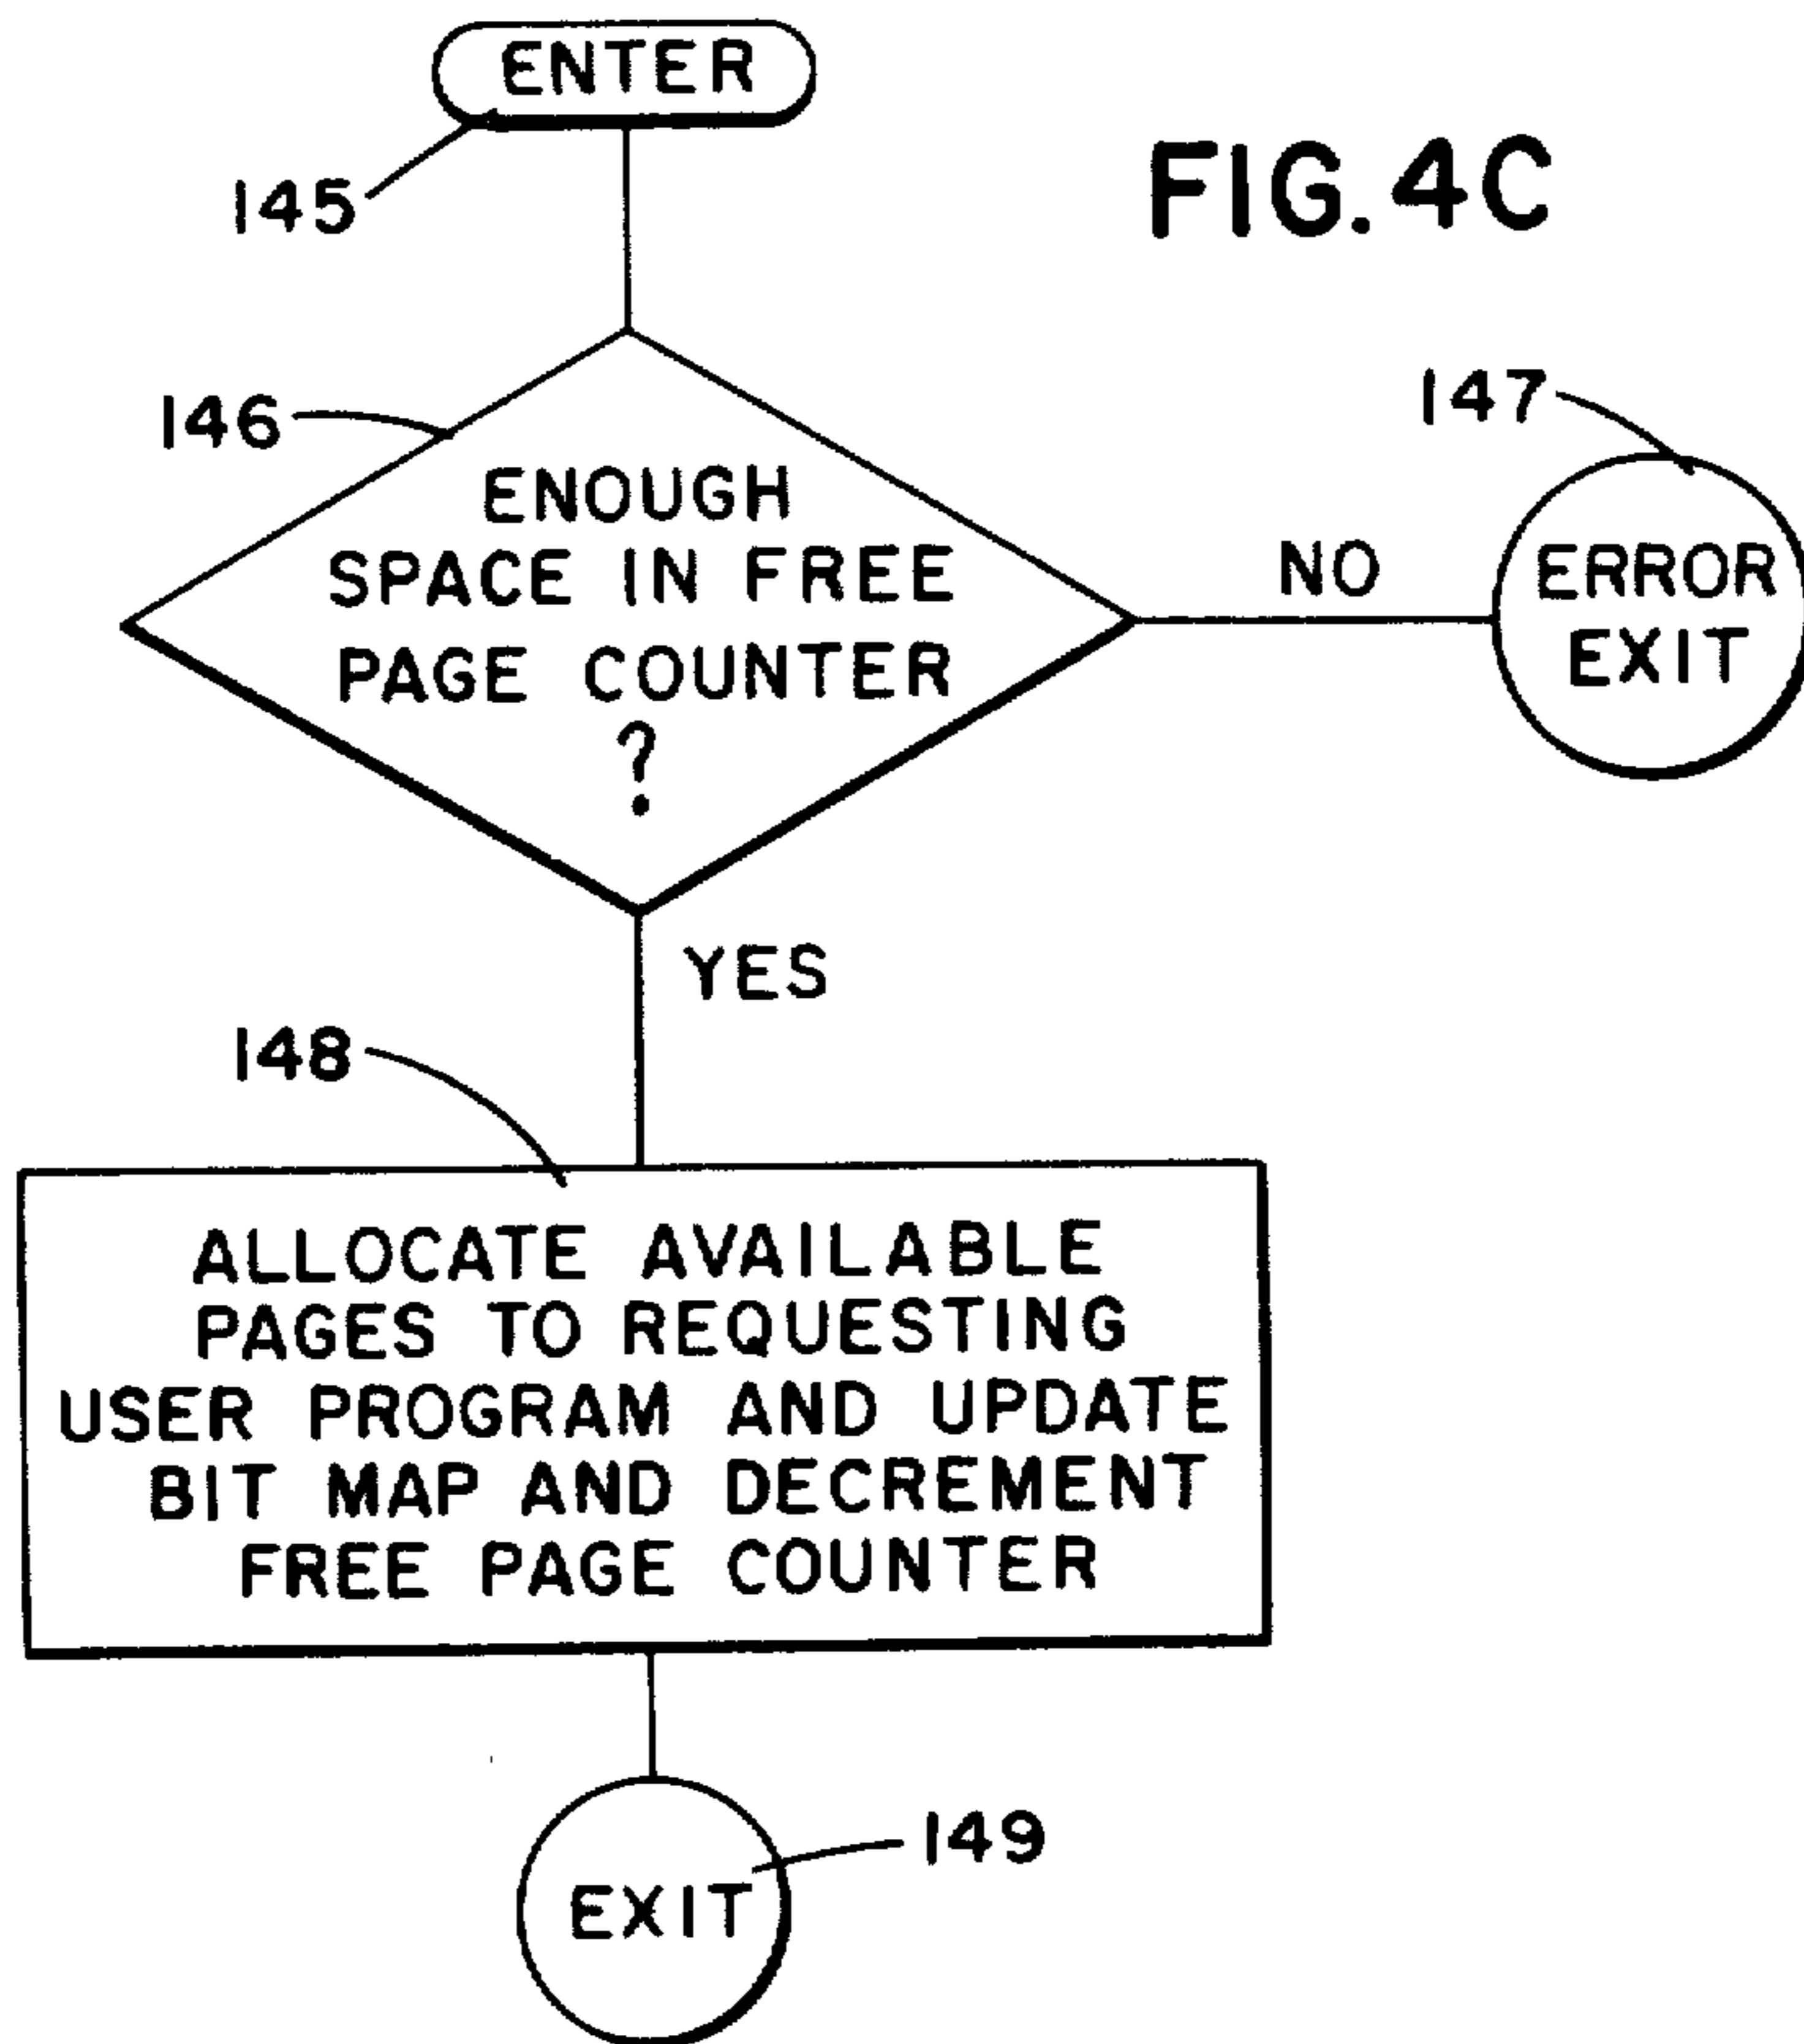 ENTER
145
FIG. 4C
146
147
ENOUGH
SPACE IN FREE
PAGE COUNTER
?
NO
ERROR
EXIT
YES
148
ALLOCATE AVAILABLE
PAGES TO REQUESTING
USER PROGRAM AND UPDATE
BIT MAP AND DECREMENT
FREE PAGE COUNTER
149
EXIT